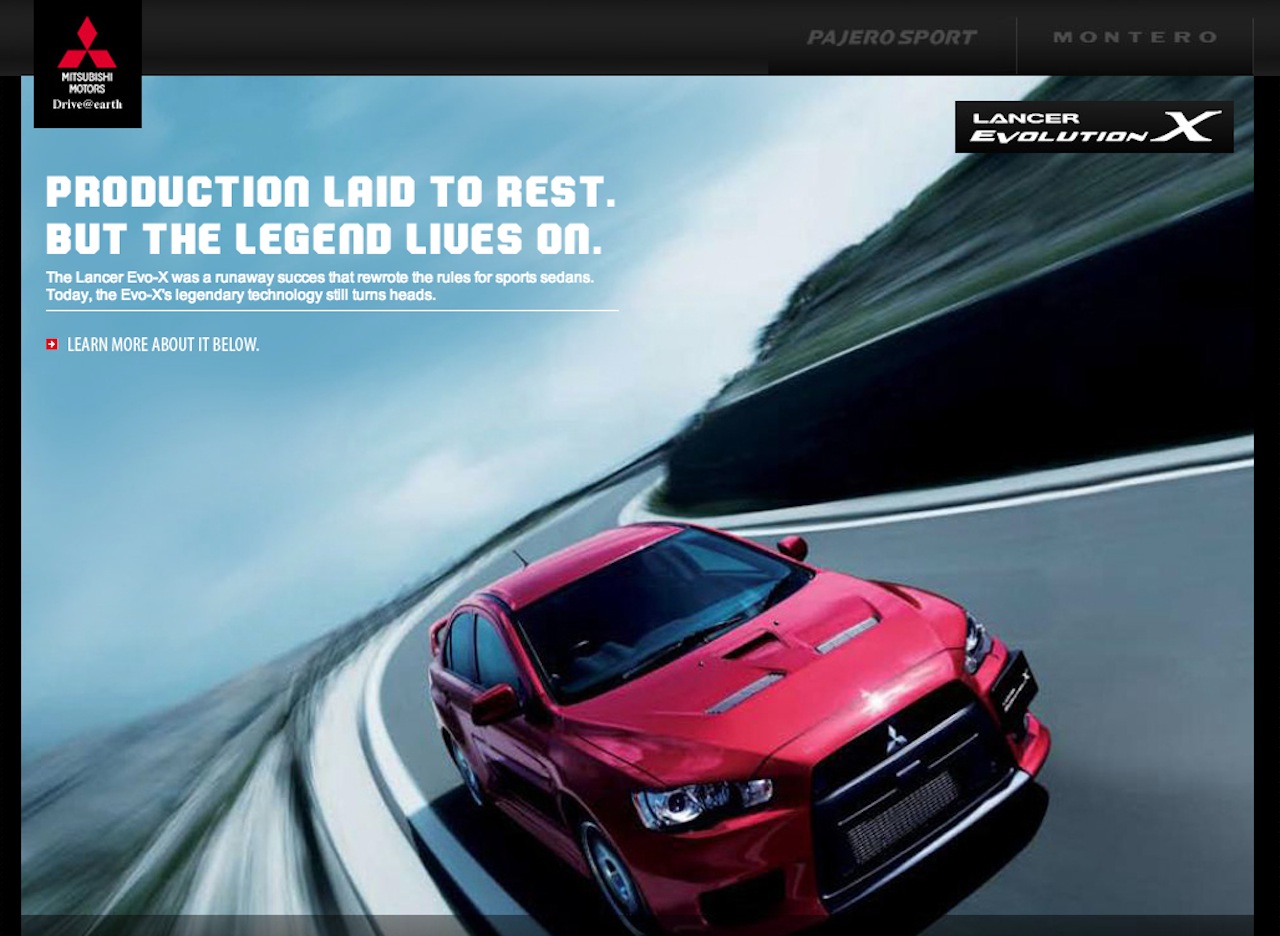 MITSUBISHI
MOTORS
Drive@earth
PAJERO SPORT
MONTERO
LANCER
EVOLUTION X
PRODUCTION LAID TO REST.
BUT THE LEGEND LIVES ON.
The Lancer Evo-X was a runaway succes that rewrote the rules for sports sedans.
Today, the Evo-X's legendary technology still turns heads.
LEARN MORE ABOUT IT BELOW.
LANCER
EVOLUTION X